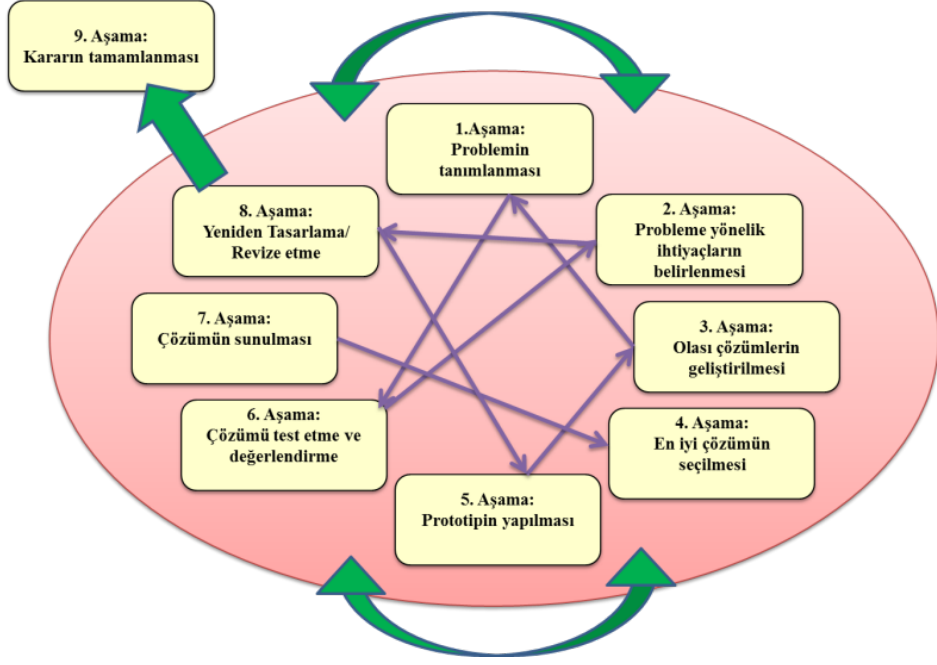 9. Aşama:
Kararın tamamlanması
1.Aşama:
Problemin
tanımlanması
2. Aşama:
Probleme yönelik
ihtiyaçların
belirlenmesi
3. Aşama:
Olası çözümlerin
geliştirilmesi
4. Aşama:
En iyi çözümün
seçilmesi
5. Aşama:
Prototipin yapılması
6. Aşama:
Çözümü test etme ve
değerlendirme
7. Aşama:
Çözümün sunulması
8. Aşama:
Yeniden Tasarlama/
Revize etme